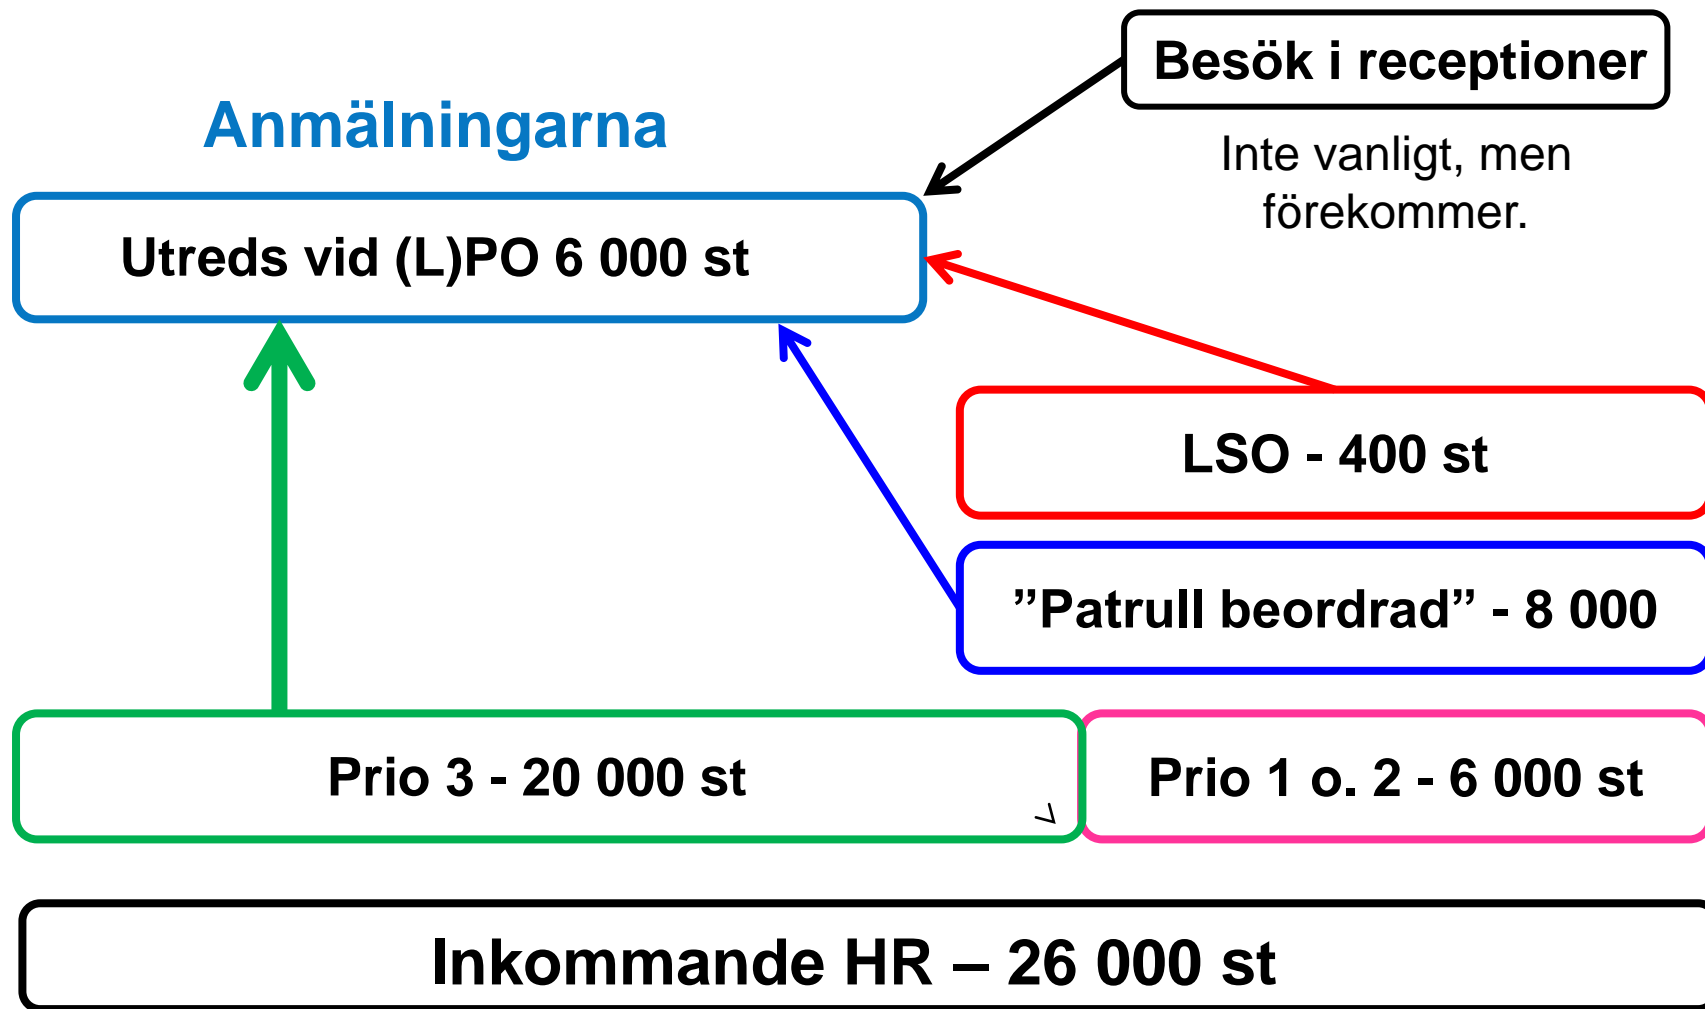 Besök i receptioner
Anmälningarna
Inte vanligt, men
förekommer.
Utreds vid (L)PO 6 000 st
LSO - 400 st
”Patrull beordrad” - 8 000
Prio 3 - 20 000 st
Prio 1 o. 2 - 6 000 st
Inkommande HR – 26 000 st